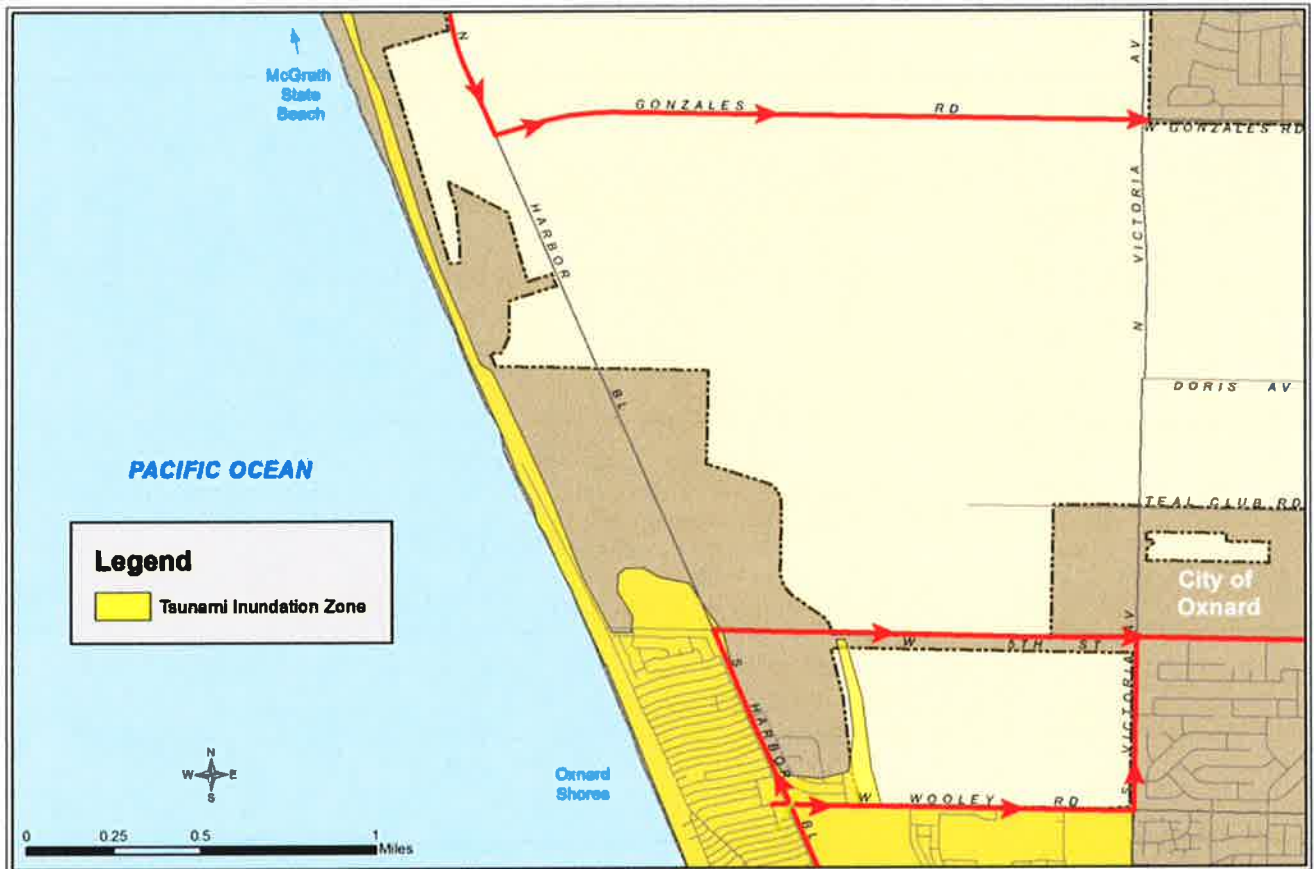 McGrath
State
Beach
N
AV
GONZALES RD
W GONZALES RD
HARBOR
N VICTORIA
BL
DORIS AV
PACIFIC OCEAN
TEAL CLUB RD
Legend
Tsunami Inundation Zone
City of
Oxnard
AV
W 5TH ST
S
HARBOR
S VICTORIA
N
W E
S
Oxnard
Shores
W WOOLEY RD
BL
0 0.25 0.5 1
Miles